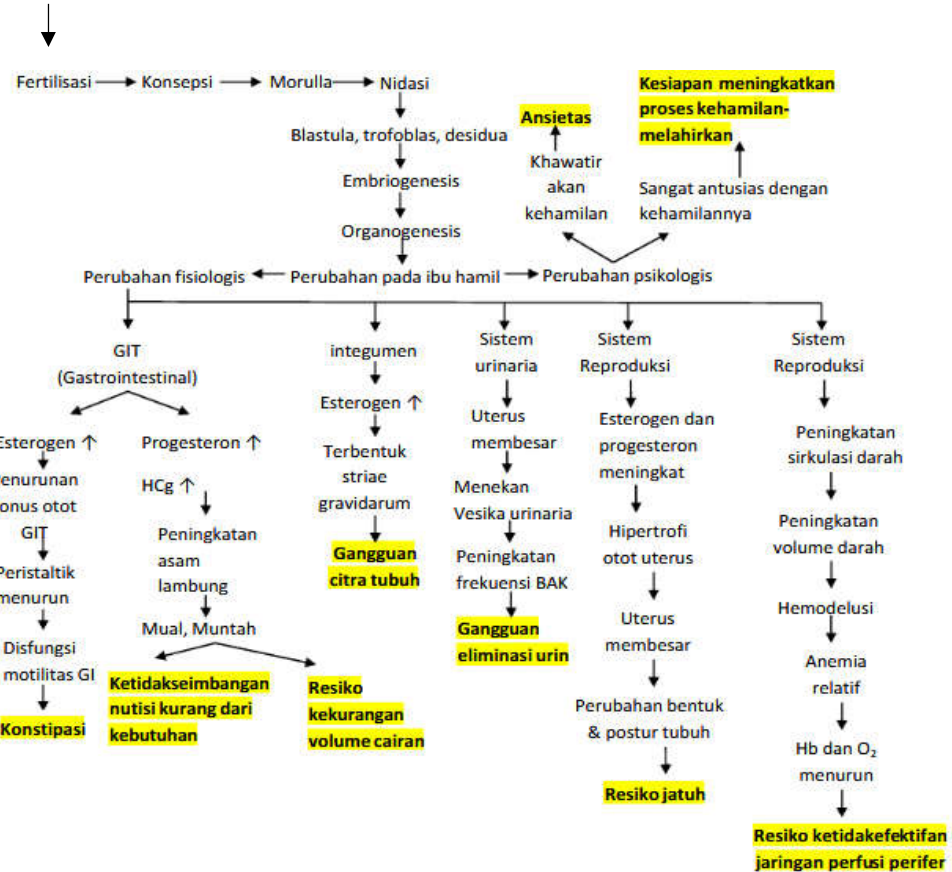 Fertilisasi Konsepsi Morulla Nidasi
Kesiapan meningkatkan
proses kehamilan-
melahirkan
Ansietas
Blastula, trofoblas, desidua
Khawatir
akan
kehamilan
Sangat antusias dengan
kehamilannya
Embriogenesis
Organogenesis
Perubahan fisiologis Perubahan pada ibu hamil Perubahan psikologis
GIT
(Gastrointestinal)
Esterogen ↑
enurunan
onus otot
GIT
Peristaltik
menurun
Disfungsi
motilitas GI
Konstipasi
Progesteron ↑
HCg ↑
Peningkatan
asam
lambung
Mual, Muntah
Ketidakseimbangan
nutisi kurang dari
kebutuhan
Resiko
kekurangan
volume cairan
integumen
Esterogen ↑
Terbentuk
striae
gravidarum
Gangguan
citra tubuh
Sistem
urinaria
Uterus
membesar
Menekan
Vesika urinaria
Peningkatan
frekuensi BAK
Gangguan
eliminasi urin
Sistem
Reproduksi
Esterogen dan
progesteron
meningkat
Hipertrofi
otot uterus
Uterus
membesar
Perubahan bentuk
& postur tubuh
Resiko jatuh
Sistem
Reproduksi
Peningkatan
sirkulasi darah
Peningkatan
volume darah
Hemodelusi
Anemia
relatif
Hb dan O₂
menurun
Resiko ketidakefektifan
jaringan perfusi perifer